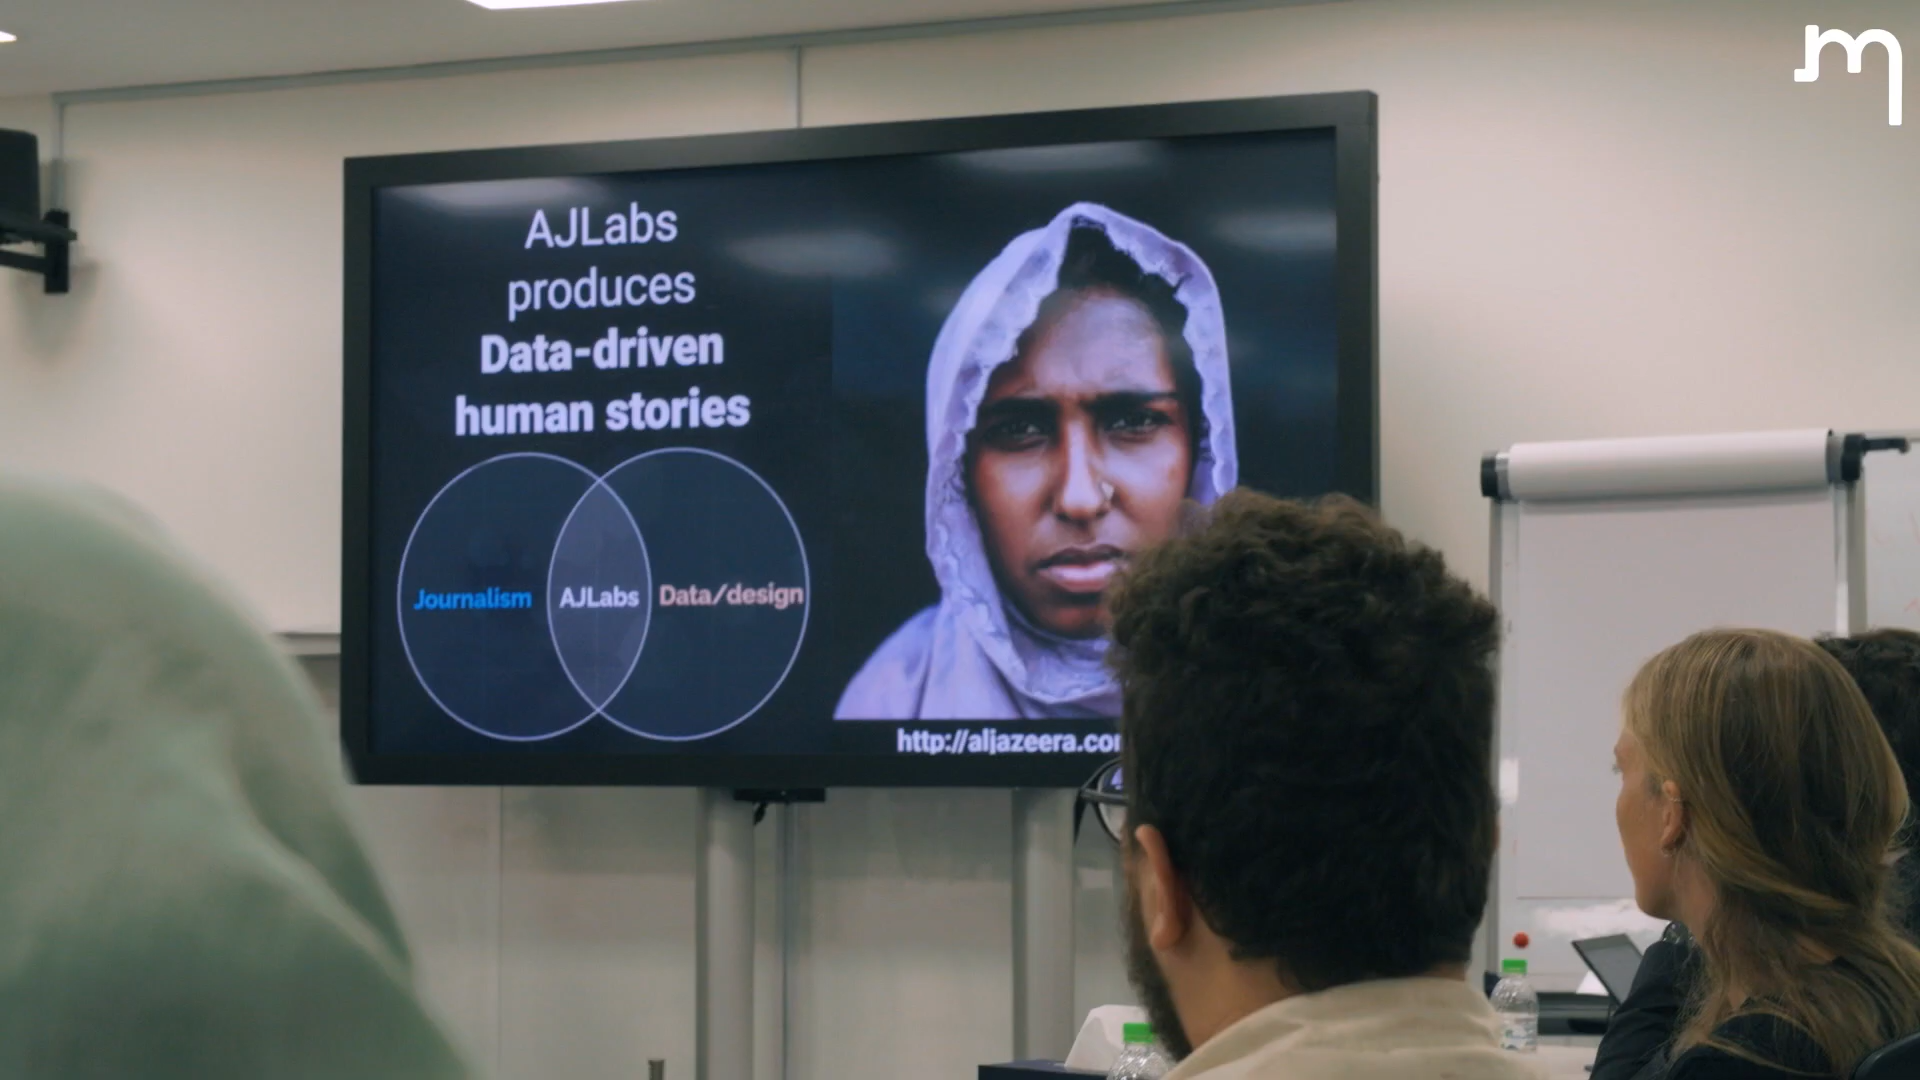 AJLabs
produces
Data-driven
human stories
Journalism
AJLabs
Data/design
http://aljazeera.co